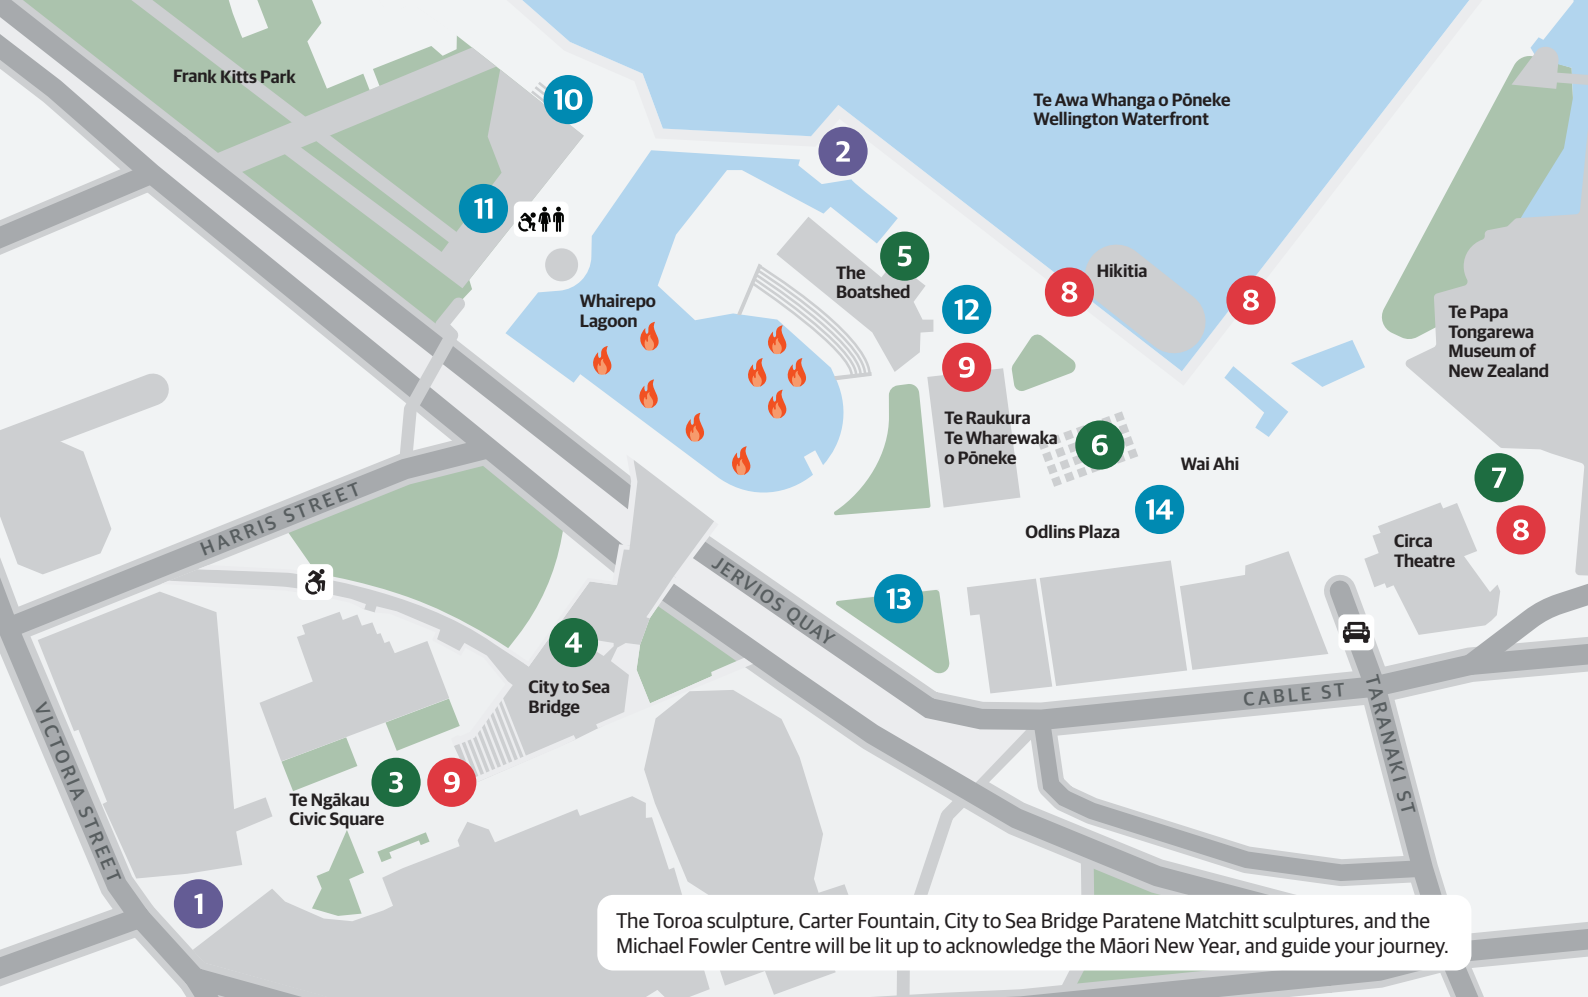 Frank Kitts Park
10
Te Awa Whanga o Pōneke
Wellington Waterfront
2
11
5
The
Boatshed
Hikitia
8
8
12
Whairepo
Lagoon
Te Papa
Tongarewa
Museum of
New Zealand
9
Te Raukura
Te Wharewaka
o Pōneke
6
Wai Ahi
7
14
8
Odlins Plaza
Circa
Theatre
HARRIS STREET
JERVIOS QUAY
13
4
City to Sea
Bridge
CABLE ST
TARANAKI ST
VICTORIA STREET
3
9
Te Ngākau
Civic Square
1
The Toroa sculpture, Carter Fountain, City to Sea Bridge Paratene Matchitt sculptures, and the
Michael Fowler Centre will be lit up to acknowledge the Māori New Year, and guide your journey.